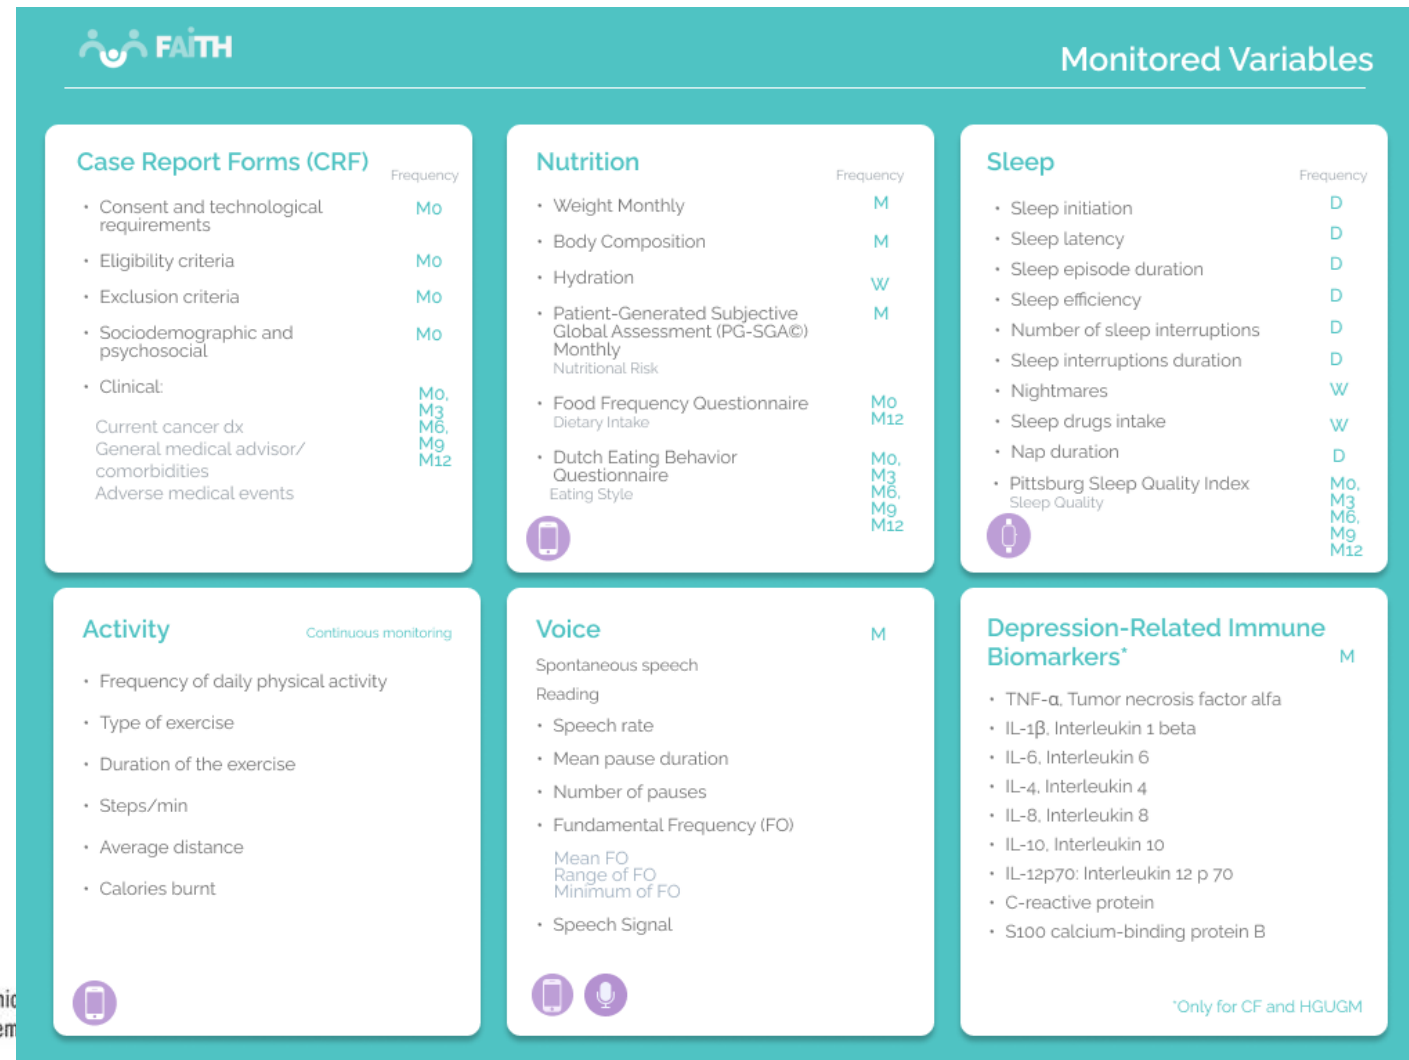 FAiTH
Monitored Variables
Case Report Forms (CRF)
Frequency
• Consent and technological
requirements
M0
• Eligibility criteria
M0
• Exclusion criteria
M0
• Sociodemographic and
psychosocial
M0
• Clinical:
M0,
M3
M6,
M9
M12
Current cancer dx
General medical advisor/
comorbidities
Adverse medical events
Nutrition
Frequency
• Weight Monthly
M
• Body Composition
M
• Hydration
W
• Patient-Generated Subjective
Global Assessment (PG-SGA©)
Monthly
M
Nutritional Risk
• Food Frequency Questionnaire
Dietary Intake
M0
M12
• Dutch Eating Behavior
Questionnaire
Eating Style
M0,
M3
M6,
M9
M12
Sleep
Frequency
• Sleep initiation
D
• Sleep latency
D
• Sleep episode duration
D
• Sleep efficiency
D
• Number of sleep interruptions
D
• Sleep interruptions duration
D
• Nightmares
W
• Sleep drugs intake
W
• Nap duration
D
• Pittsburg Sleep Quality Index
Sleep Quality
M0,
M3
M6,
M9
M12
Activity
Continuous monitoring
• Frequency of daily physical activity
• Type of exercise
• Duration of the exercise
• Steps/min
• Average distance
• Calories burnt
Voice
M
Spontaneous speech
Reading
• Speech rate
• Mean pause duration
• Number of pauses
• Fundamental Frequency (FO)
Mean FO
Range of FO
Minimum of FO
• Speech Signal
Depression-Related Immune
Biomarkers*
M
• TNF-α, Tumor necrosis factor alfa
• IL-1β, Interleukin 1 beta
• IL-6, Interleukin 6
• IL-4, Interleukin 4
• IL-8, Interleukin 8
• IL-10, Interleukin 10
• IL-12p70: Interleukin 12 p 70
• C-reactive protein
• S100 calcium-binding protein B
*Only for CF and HGUGM